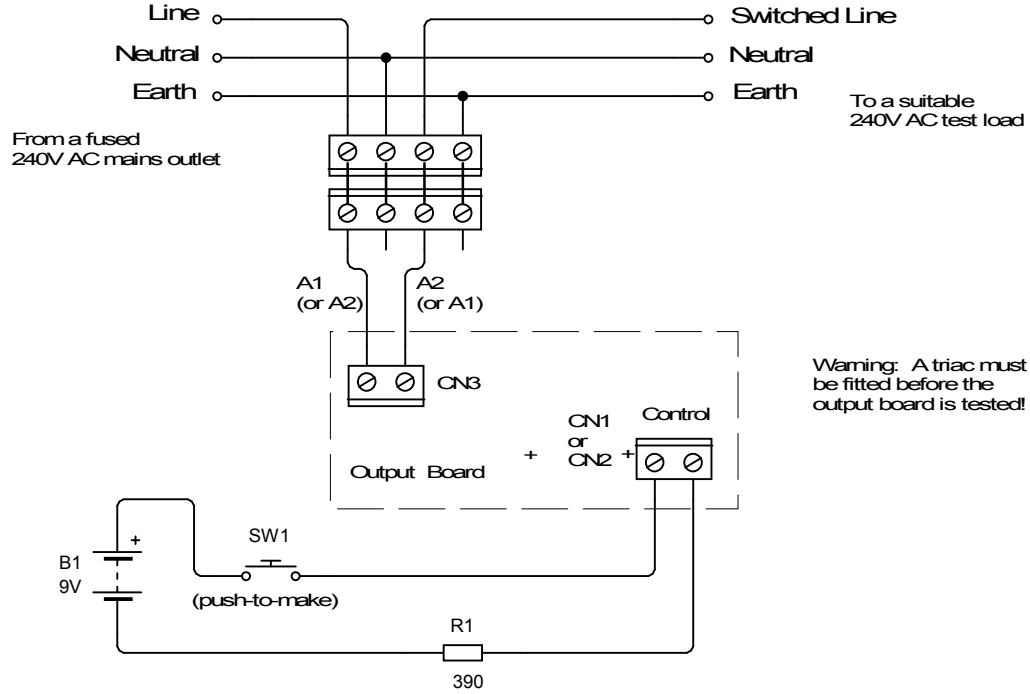 Line
Switched Line
Neutral
Neutral
Earth
Earth
To a suitable
240V AC test load
From a fused
240V AC mains outlet
A1
(or A2)
A2
(or A1)
Warning: A triac must
be fitted before the
output board is tested!
CN3
CN1
or
CN2
+
+
Control
Output Board
B1
9V
+
SW1
(push-to-make)
R1
390